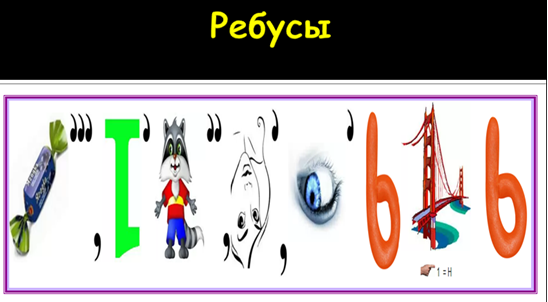 Ребусы
,,, , , ,, , , , , ь ь
1 = Н